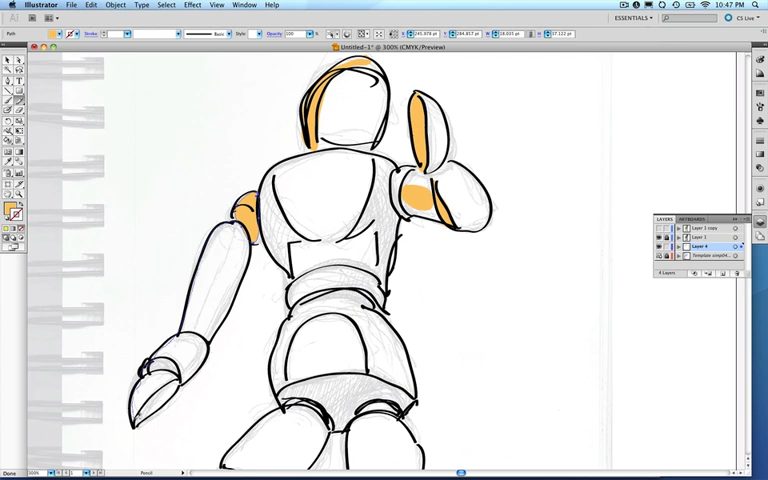 Illustrator File Edit Object Type Select Effect View Window Help 10:47 PM
ESSENTIALS CS Live
Path Stroke: Basic Style: Opacity: 100
Untitled-1* @ 300% (CMYK/Preview)
LAYERS ARTBOARDS
Layer 1 copy
Layer 1
Layer 4
4 Layers
Done 300% 1 Pencil